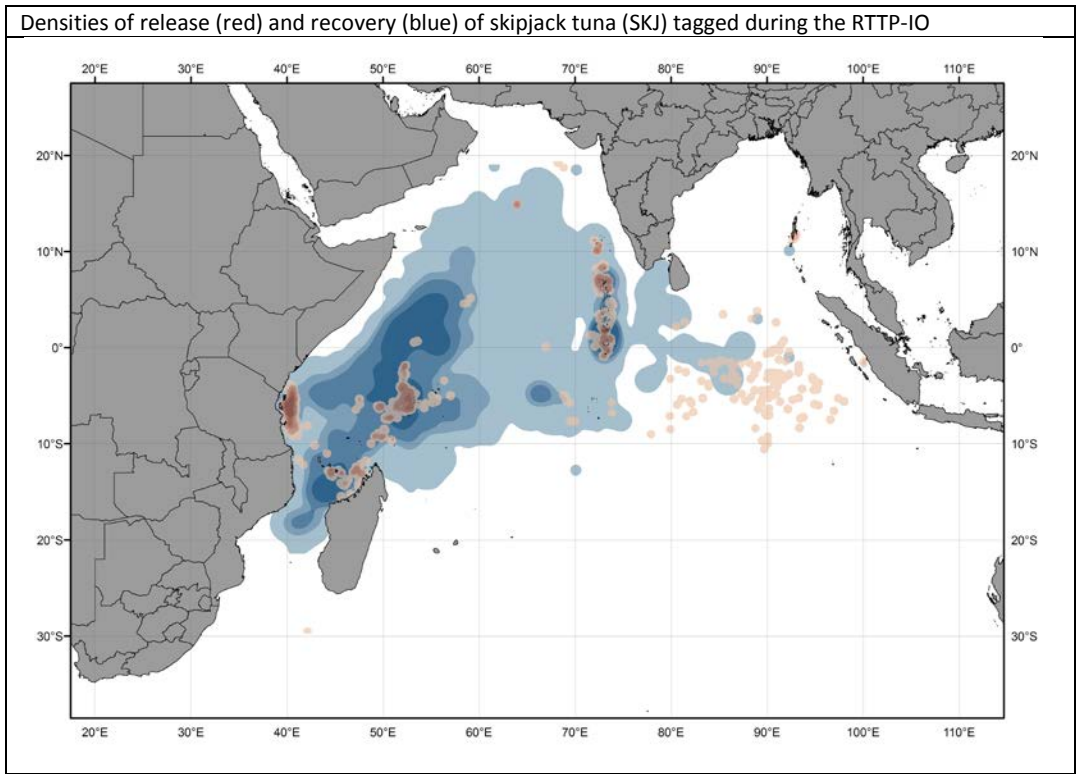 Densities of release (red) and recovery (blue) of skipjack tuna (SKJ) tagged during the RTTP-IO
20°E 30°E 40°E 50°E 60°E 70°E 80°E 90°E 100°E 110°E
20°N 20°N
10°N 10°N
0° 0°
10°S 10°S
20°S 20°S
30°S 30°S
20°E 30°E 40°E 50°E 60°E 70°E 80°E 90°E 100°E 110°E